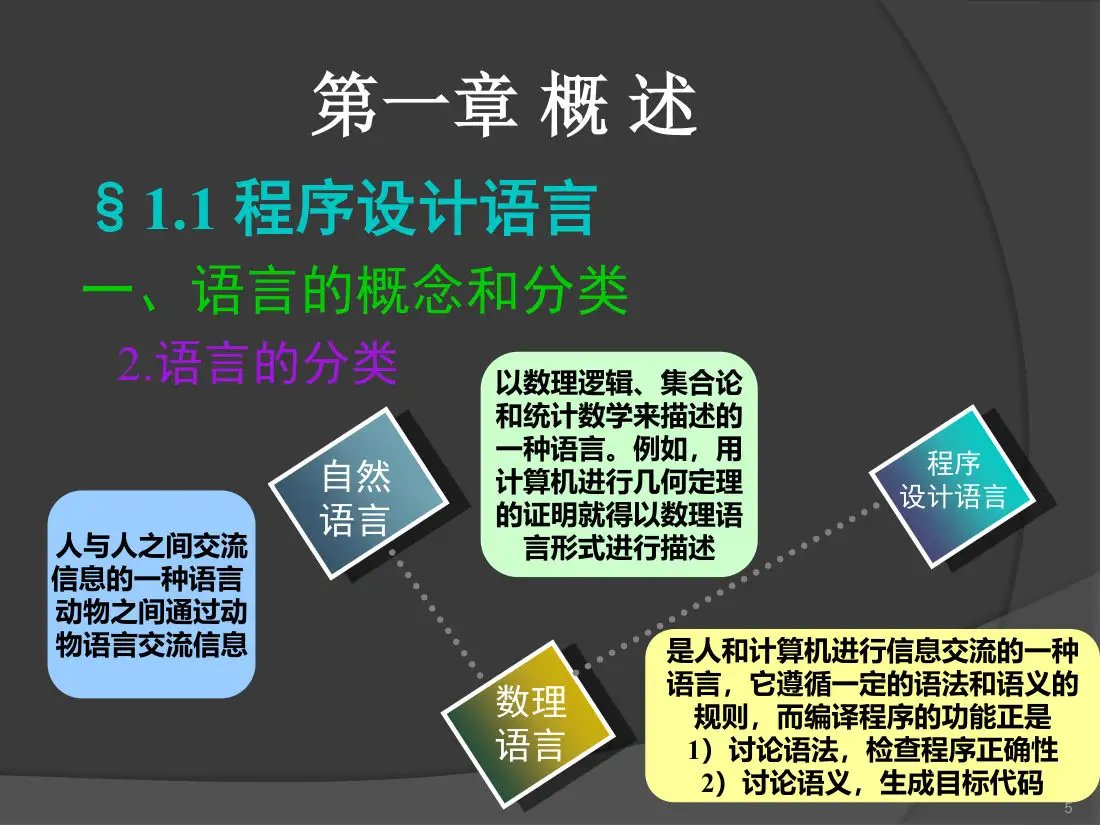 第一章 概 述
§1.1 程序设计语言
一、语言的概念和分类
2.语言的分类
以数理逻辑、集合论
和统计数学来描述的
一种语言。例如，用
计算机进行几何定理
的证明就得以数理语
言形式进行描述
自然
语言
程序
设计语言
人与人之间交流
信息的一种语言
动物之间通过动
物语言交流信息
数理
语言
是人和计算机进行信息交流的一种
语言，它遵循一定的语法和语义的
规则，而编译程序的功能正是
1）讨论语法，检查程序正确性
2）讨论语义，生成目标代码
5